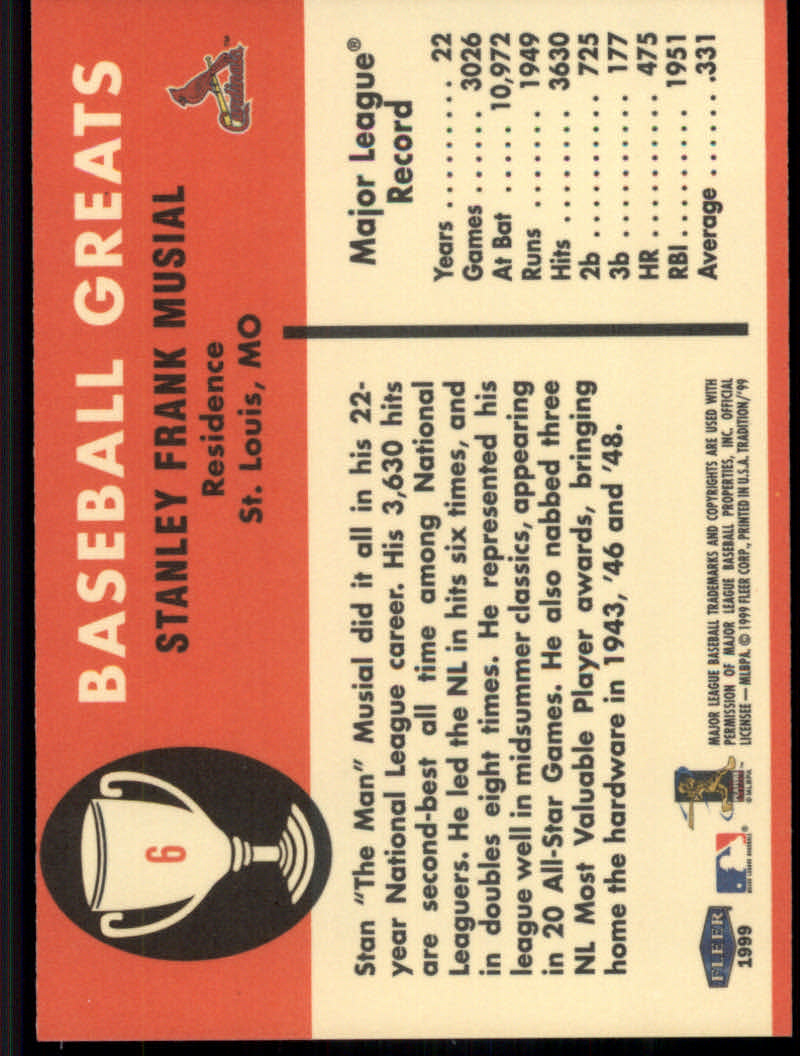 6
BASEBALL GREATS
STANLEY FRANK MUSIAL
Residence
St. Louis, MO
Cardinals™
Stan "The Man" Musial did it all in his 22-
year National League career. His 3,630 hits
are second-best all time among National
Leaguers. He led the NL in hits six times, and
in doubles eight times. He represented his
league well in midsummer classics, appearing
in 20 All-Star Games. He also nabbed three
NL Most Valuable Player awards, bringing
home the hardware in 1943, '46 and '48.
Major League®
Record
Years ......... 22
Games ...... 3026
At Bat .... 10,972
Runs ....... 1949
Hits ........ 3630
2b .......... 725
3b .......... 177
HR .......... 475
RBI ........ 1951
Average ...... .331
FLEER
1999
MAJOR LEAGUE BASEBALL TRADEMARKS AND COPYRIGHTS ARE USED WITH
PERMISSION OF MAJOR LEAGUE BASEBALL PROPERTIES, INC. OFFICIAL
LICENSEE — MLBPA. © 1999 FLEER CORP., PRINTED IN U.S.A. TRADITION/'99
© MLBPA